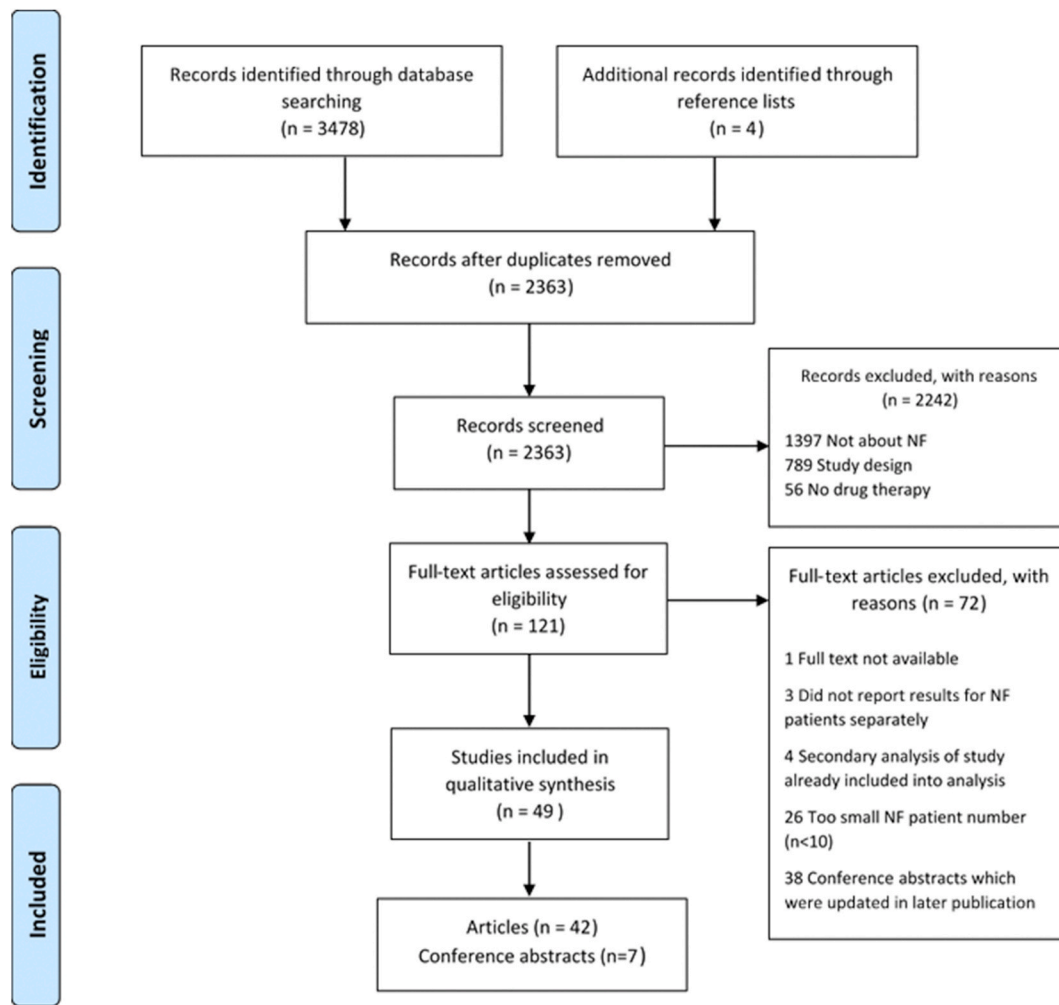 Identification
Records identified through database
searching
(n = 3478)
Additional records identified through
reference lists
(n = 4)
Records after duplicates removed
(n = 2363)
Screening
Records screened
(n = 2363)
Records excluded, with reasons
(n = 2242)
1397 Not about NF
789 Study design
56 No drug therapy
Eligibility
Full-text articles assessed for
eligibility
(n = 121)
Full-text articles excluded, with
reasons (n = 72)
1 Full text not available
3 Did not report results for NF
patients separately
4 Secondary analysis of study
already included into analysis
26 Too small NF patient number
(n<10)
38 Conference abstracts which
were updated in later publication
Studies included in
qualitative synthesis
(n = 49 )
Included
Articles (n = 42)
Conference abstracts (n=7)